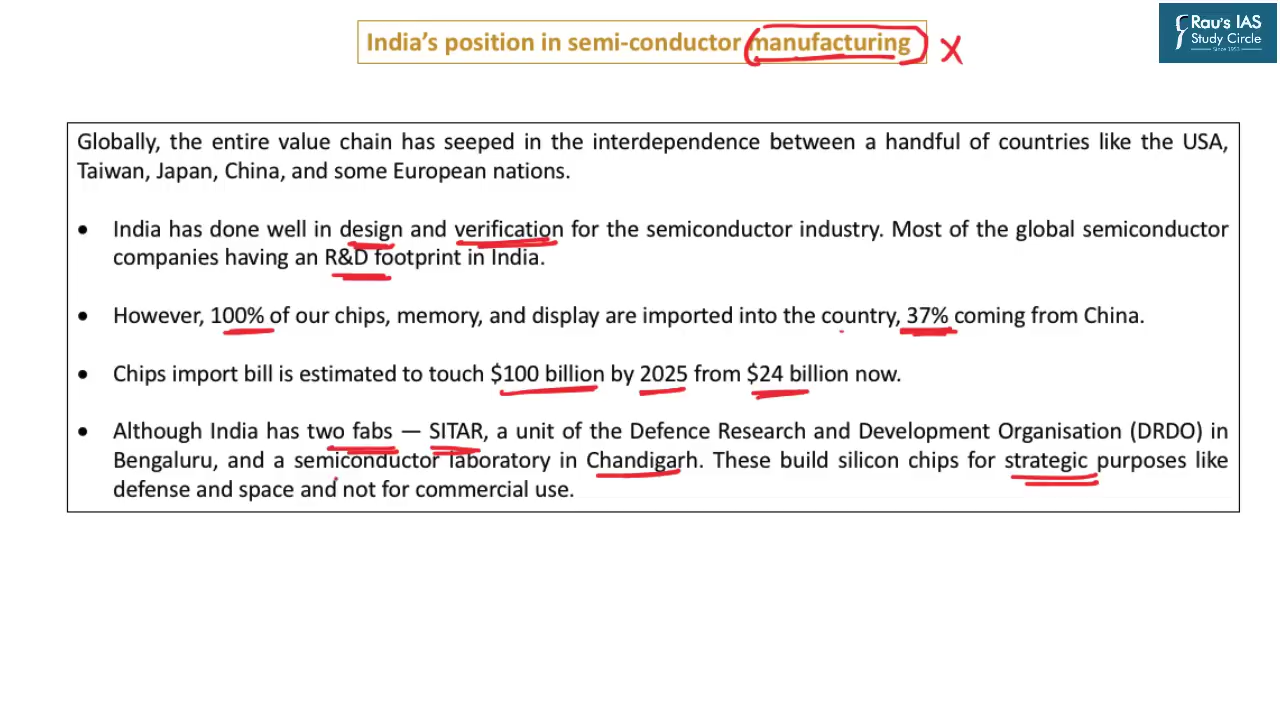 India's position in semi-conductor manufacturing X
Rau's IAS
Study Circle
Since 1953
Globally, the entire value chain has seeped in the interdependence between a handful of countries like the USA,
Taiwan, Japan, China, and some European nations.
• India has done well in design and verification for the semiconductor industry. Most of the global semiconductor
companies having an R&D footprint in India.
• However, 100% of our chips, memory, and display are imported into the country, 37% coming from China.
• Chips import bill is estimated to touch $100 billion by 2025 from $24 billion now.
• Although India has two fabs — SITAR, a unit of the Defence Research and Development Organisation (DRDO) in
Bengaluru, and a semiconductor laboratory in Chandigarh. These build silicon chips for strategic purposes like
defense and space and not for commercial use.